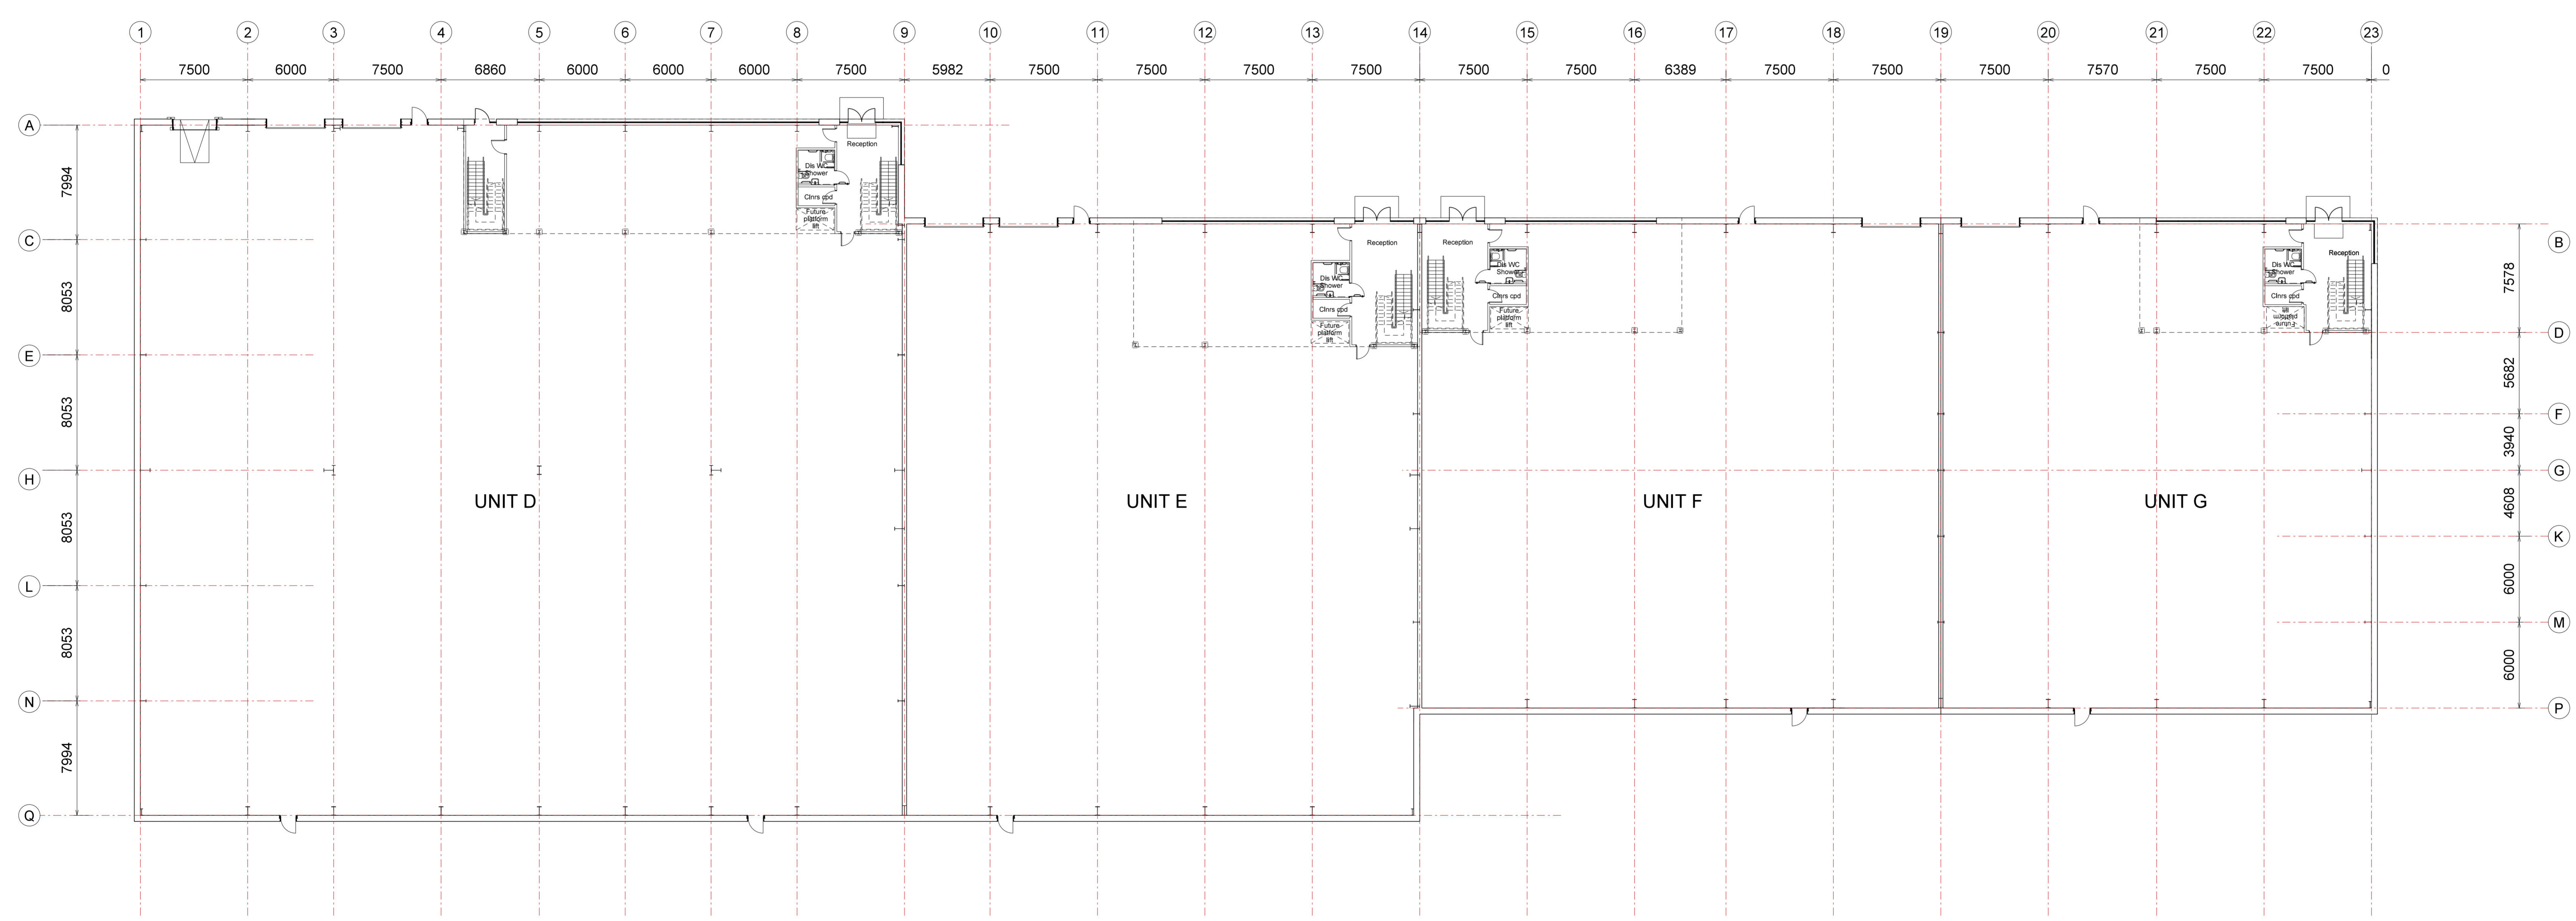 1 2 3 4 5 6 7 8 9 10 11 12 13 14 15 16 17 18 19 20 21 22 23
7500 6000 7500 6860 6000 6000 6000 7500 5982 7500 7500 7500 7500 7500 7500 6389 7500 7500 7500 7570 7500 7500 0
A
Reception
Dis WC
Shower
Clnrs cpd
Future
platform
lift
7994
C
B
Reception
Dis WC
Shower
Clnrs cpd
Future
platform
lift
Reception
Dis WC
Shower
Clnrs cpd
Future
platform
lift
Reception
Dis WC
Shower
Clnrs cpd
Future
platform
lift
8053
7578
D
E
5682
8053
F
3940
H
G
UNIT D UNIT E UNIT F UNIT G
4608
8053
K
L
6000
M
8053
6000
N
P
7994
Q